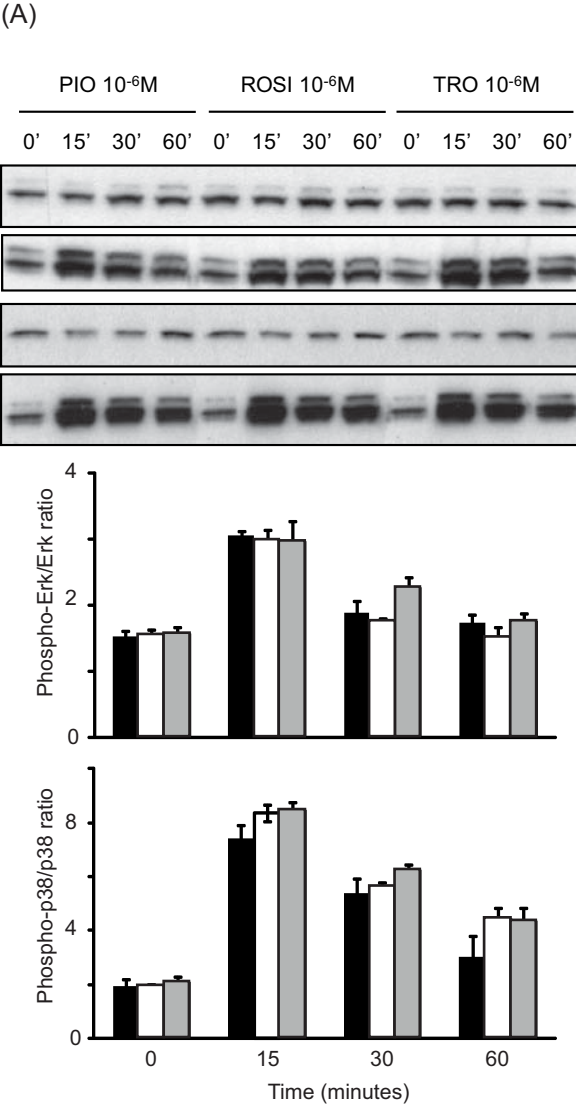 (A)
PIO 10-6M ROSI 10-6M TRO 10-6M
0’ 15’ 30’ 60’ 0’ 15’ 30’ 60’ 0’ 15’ 30’ 60’
4
2
0
Phospho-Erk/Erk ratio
8
4
0
Phospho-p38/p38 ratio
0 15 30 60
Time (minutes)